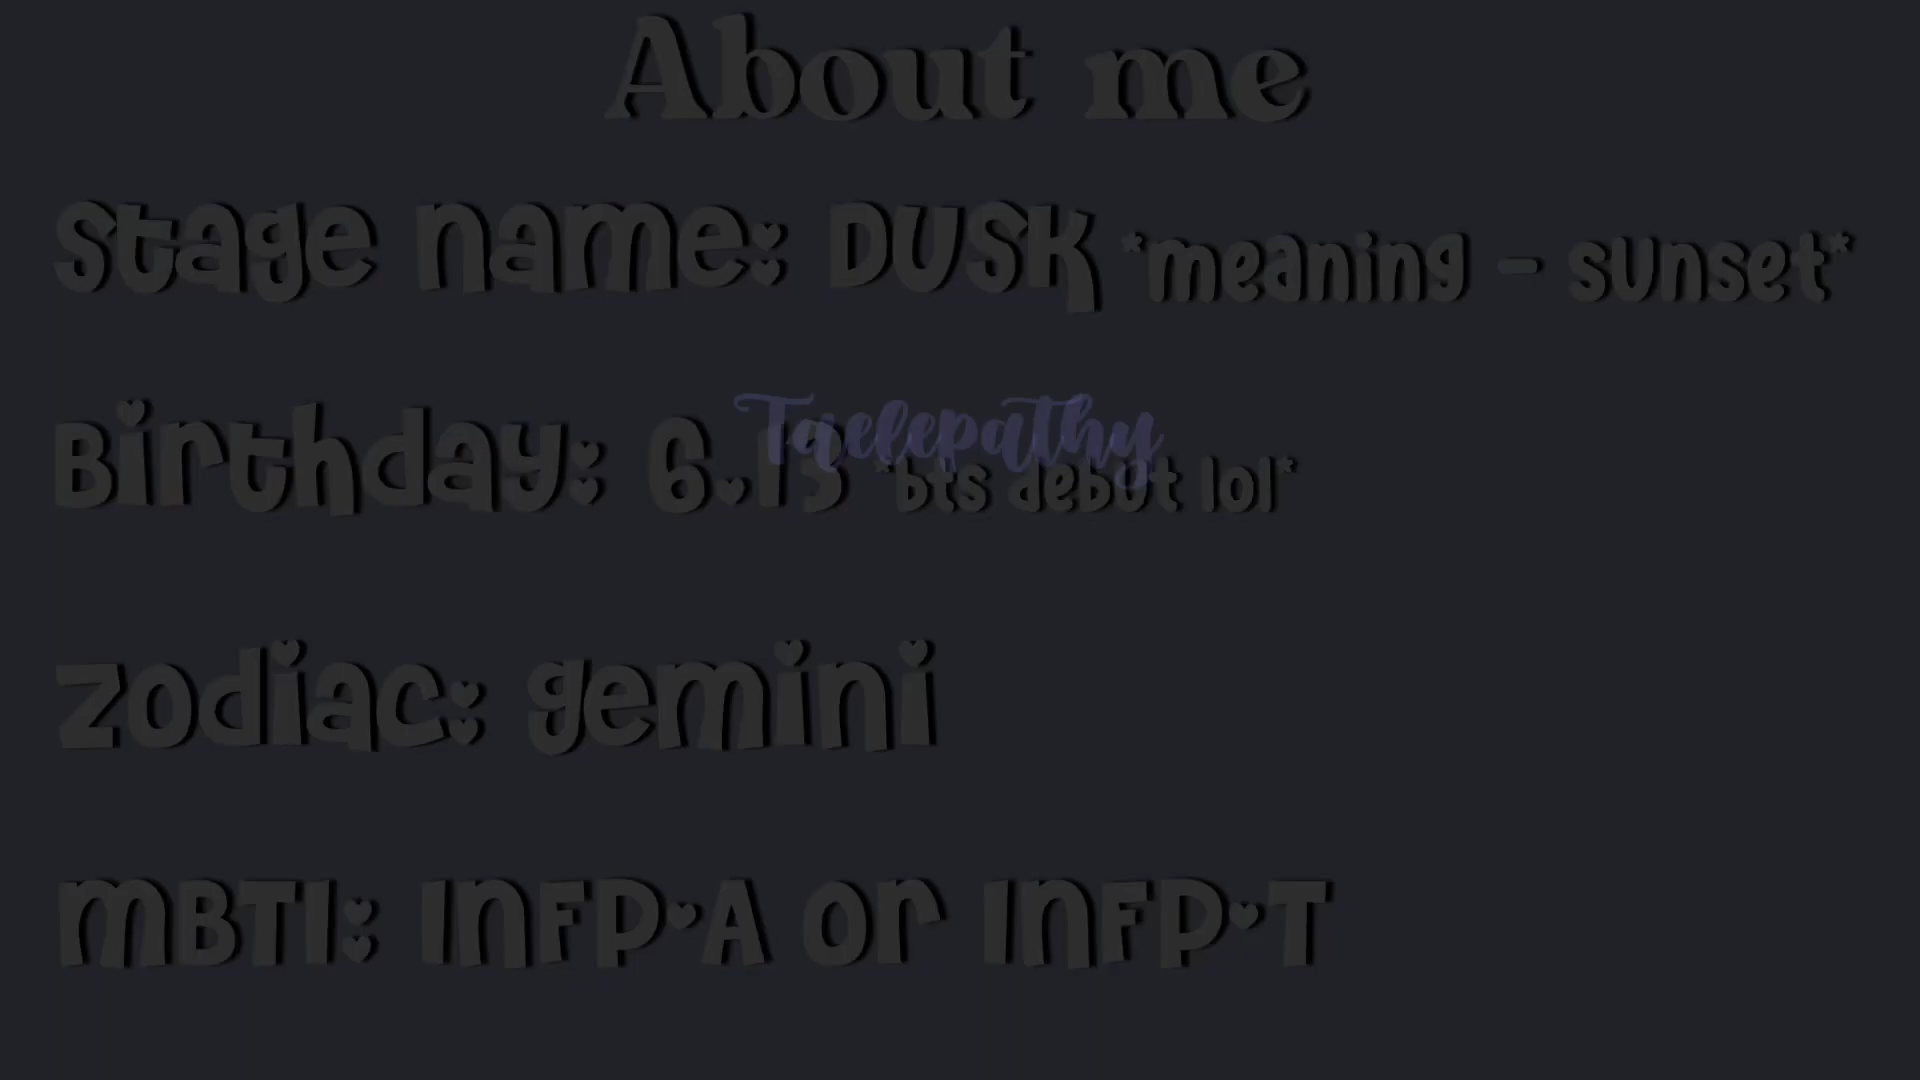 About me
Stage name: DUSK *meaning - sunset*
Taelepathy
Birthday: 6.13 *bts debut lol*
Zodiac: gemini
MBTI: INFP-A or INFP-T